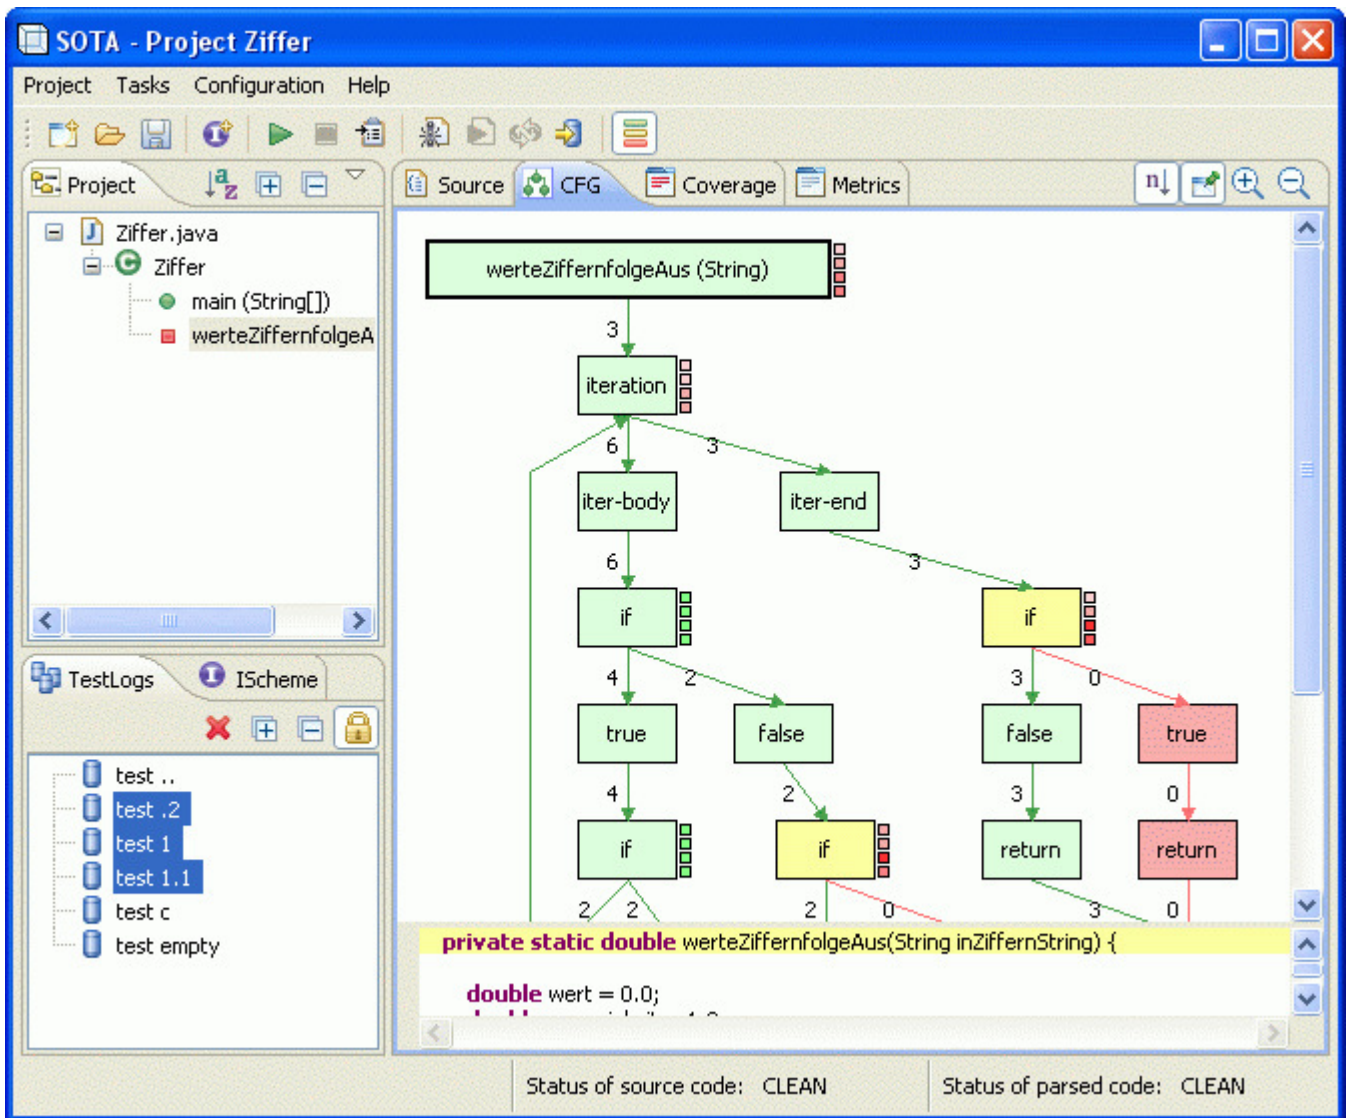 SOTA - Project Ziffer
Project Tasks Configuration Help
Project
Source CFG Coverage Metrics
Ziffer.java
Ziffer
main (String[])
werteZiffernfolgeA
TestLogs IScheme
test ..
test .2
test 1
test 1.1
test c
test empty
werteZiffernfolgeAus (String)
3
iteration
6 3
iter-body iter-end
6 3
if if
4 2 3 0
true false false true
4 2 3 0
if if return return
2 2 2 0 3 0
private static double werteZiffernfolgeAus(String inZiffernString) {
double wert = 0.0;
Status of source code: CLEAN Status of parsed code: CLEAN